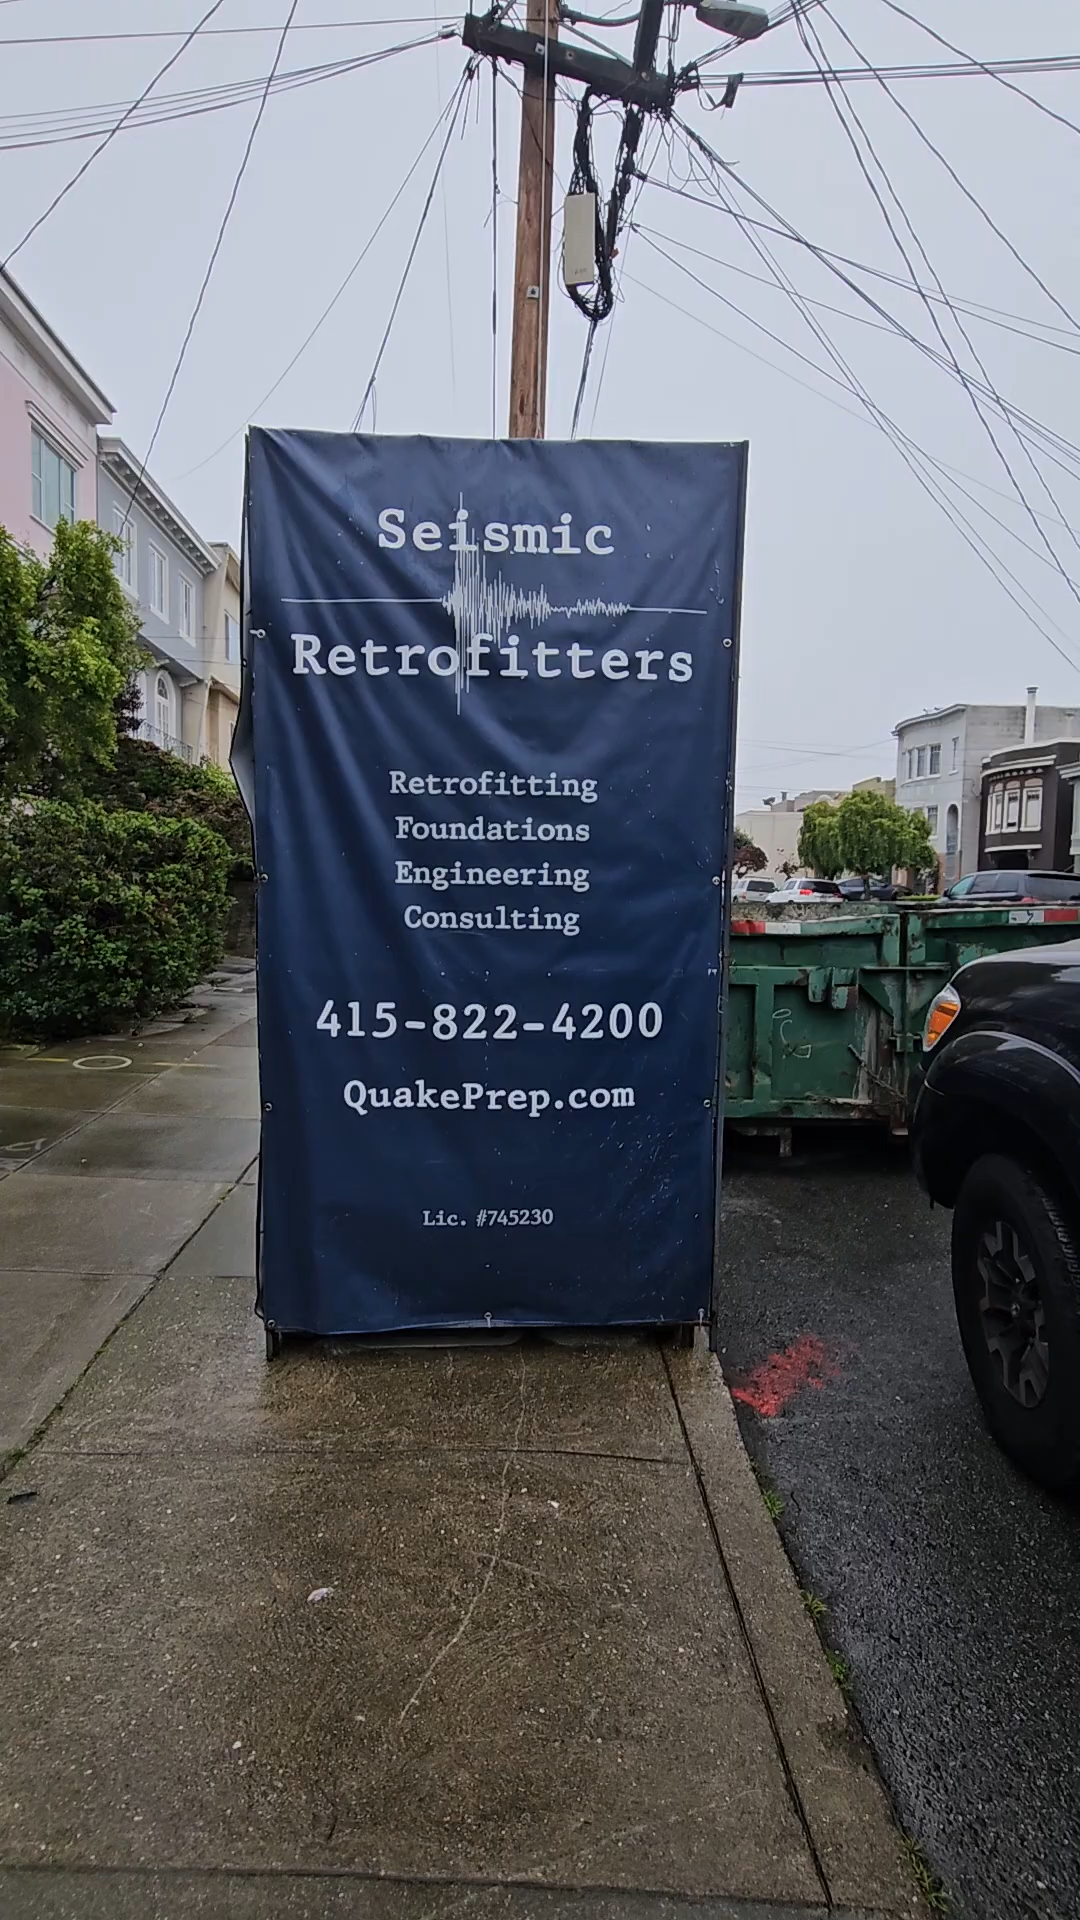 Seismic
Retrofitters
Retrofitting
Foundations
Engineering
Consulting
415-822-4200
QuakePrep.com
Lic. #745230